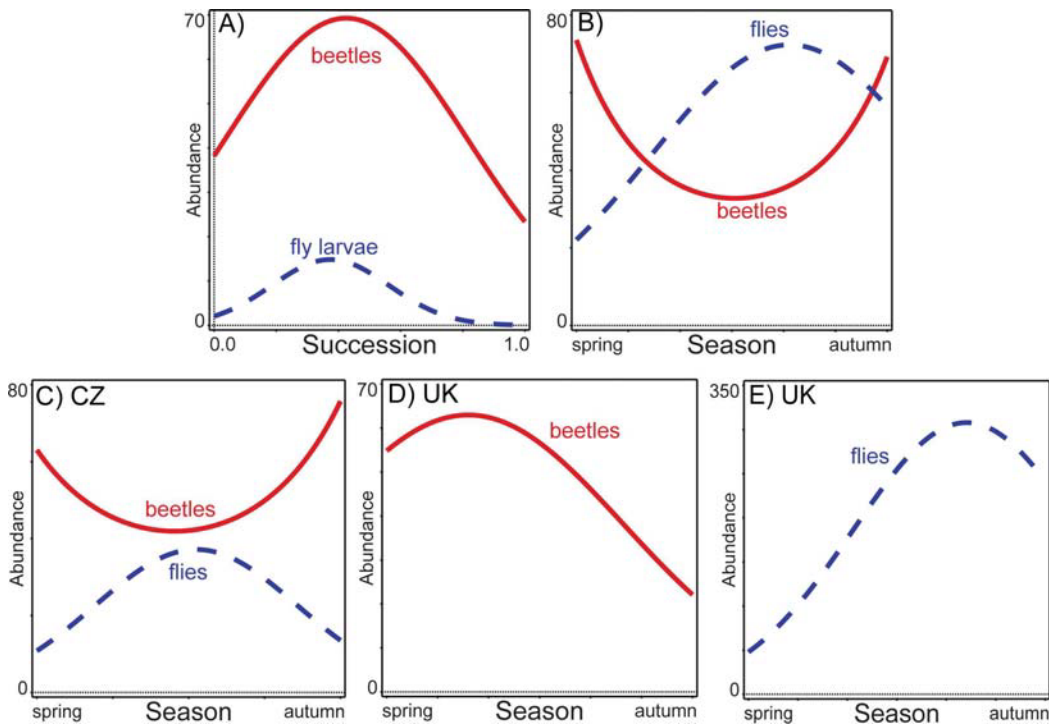 A)
70
beetles
Abundance
fly larvae
0
0.0
Succession
1.0
B)
80
flies
Abundance
beetles
0
spring
Season
autumn
C) CZ
80
beetles
Abundance
flies
0
spring
Season
autumn
D) UK
70
beetles
Abundance
0
spring
Season
autumn
E) UK
350
flies
Abundance
0
spring
Season
autumn